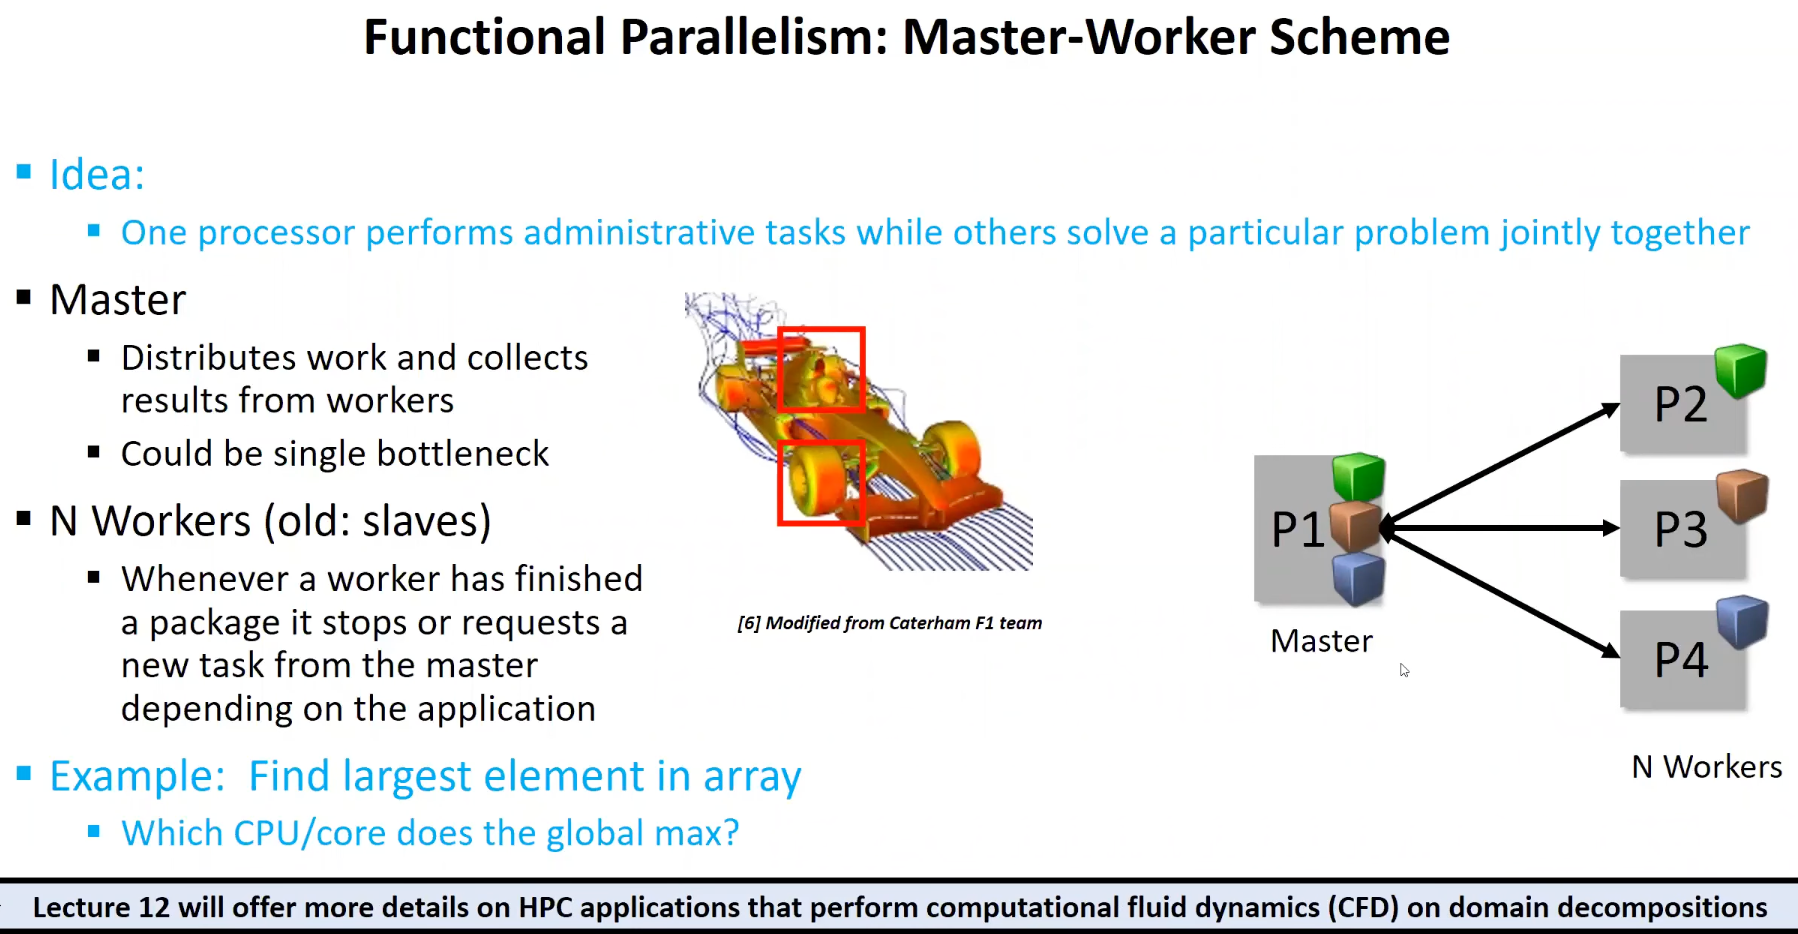 Functional Parallelism: Master-Worker Scheme
Idea:
One processor performs administrative tasks while others solve a particular problem jointly together
Master
Distributes work and collects
results from workers
Could be single bottleneck
N Workers (old: slaves)
Whenever a worker has finished
a package it stops or requests a
new task from the master
depending on the application
Example:  Find largest element in array
Which CPU/core does the global max?
[6] Modified from Caterham F1 team
P1
Master
P2
P3
P4
N Workers
Lecture 12 will offer more details on HPC applications that perform computational fluid dynamics (CFD) on domain decompositions